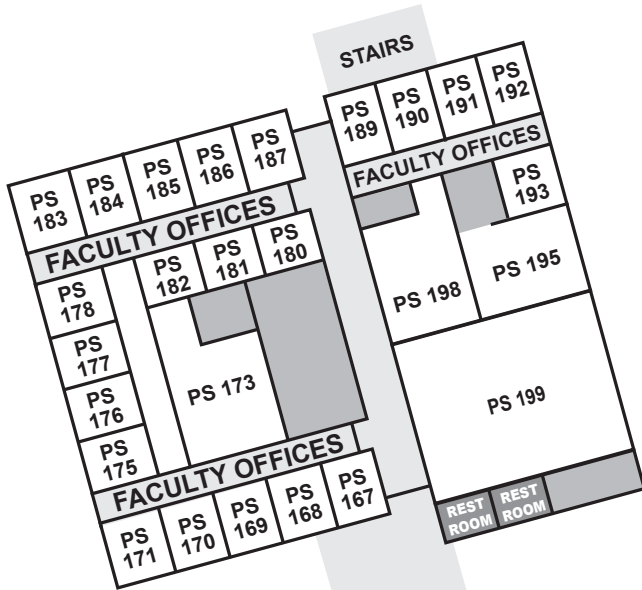 STAIRS
PS
189
PS
190
PS
191
PS
192
FACULTY OFFICES
PS
193
PS 195
PS 198
PS 199
REST
ROOM
REST
ROOM
PS
183
PS
184
PS
185
PS
186
PS
187
FACULTY OFFICES
PS
182
PS
181
PS
180
PS
178
PS
177
PS
176
PS
175
PS 173
FACULTY OFFICES
PS
171
PS
170
PS
169
PS
168
PS
167